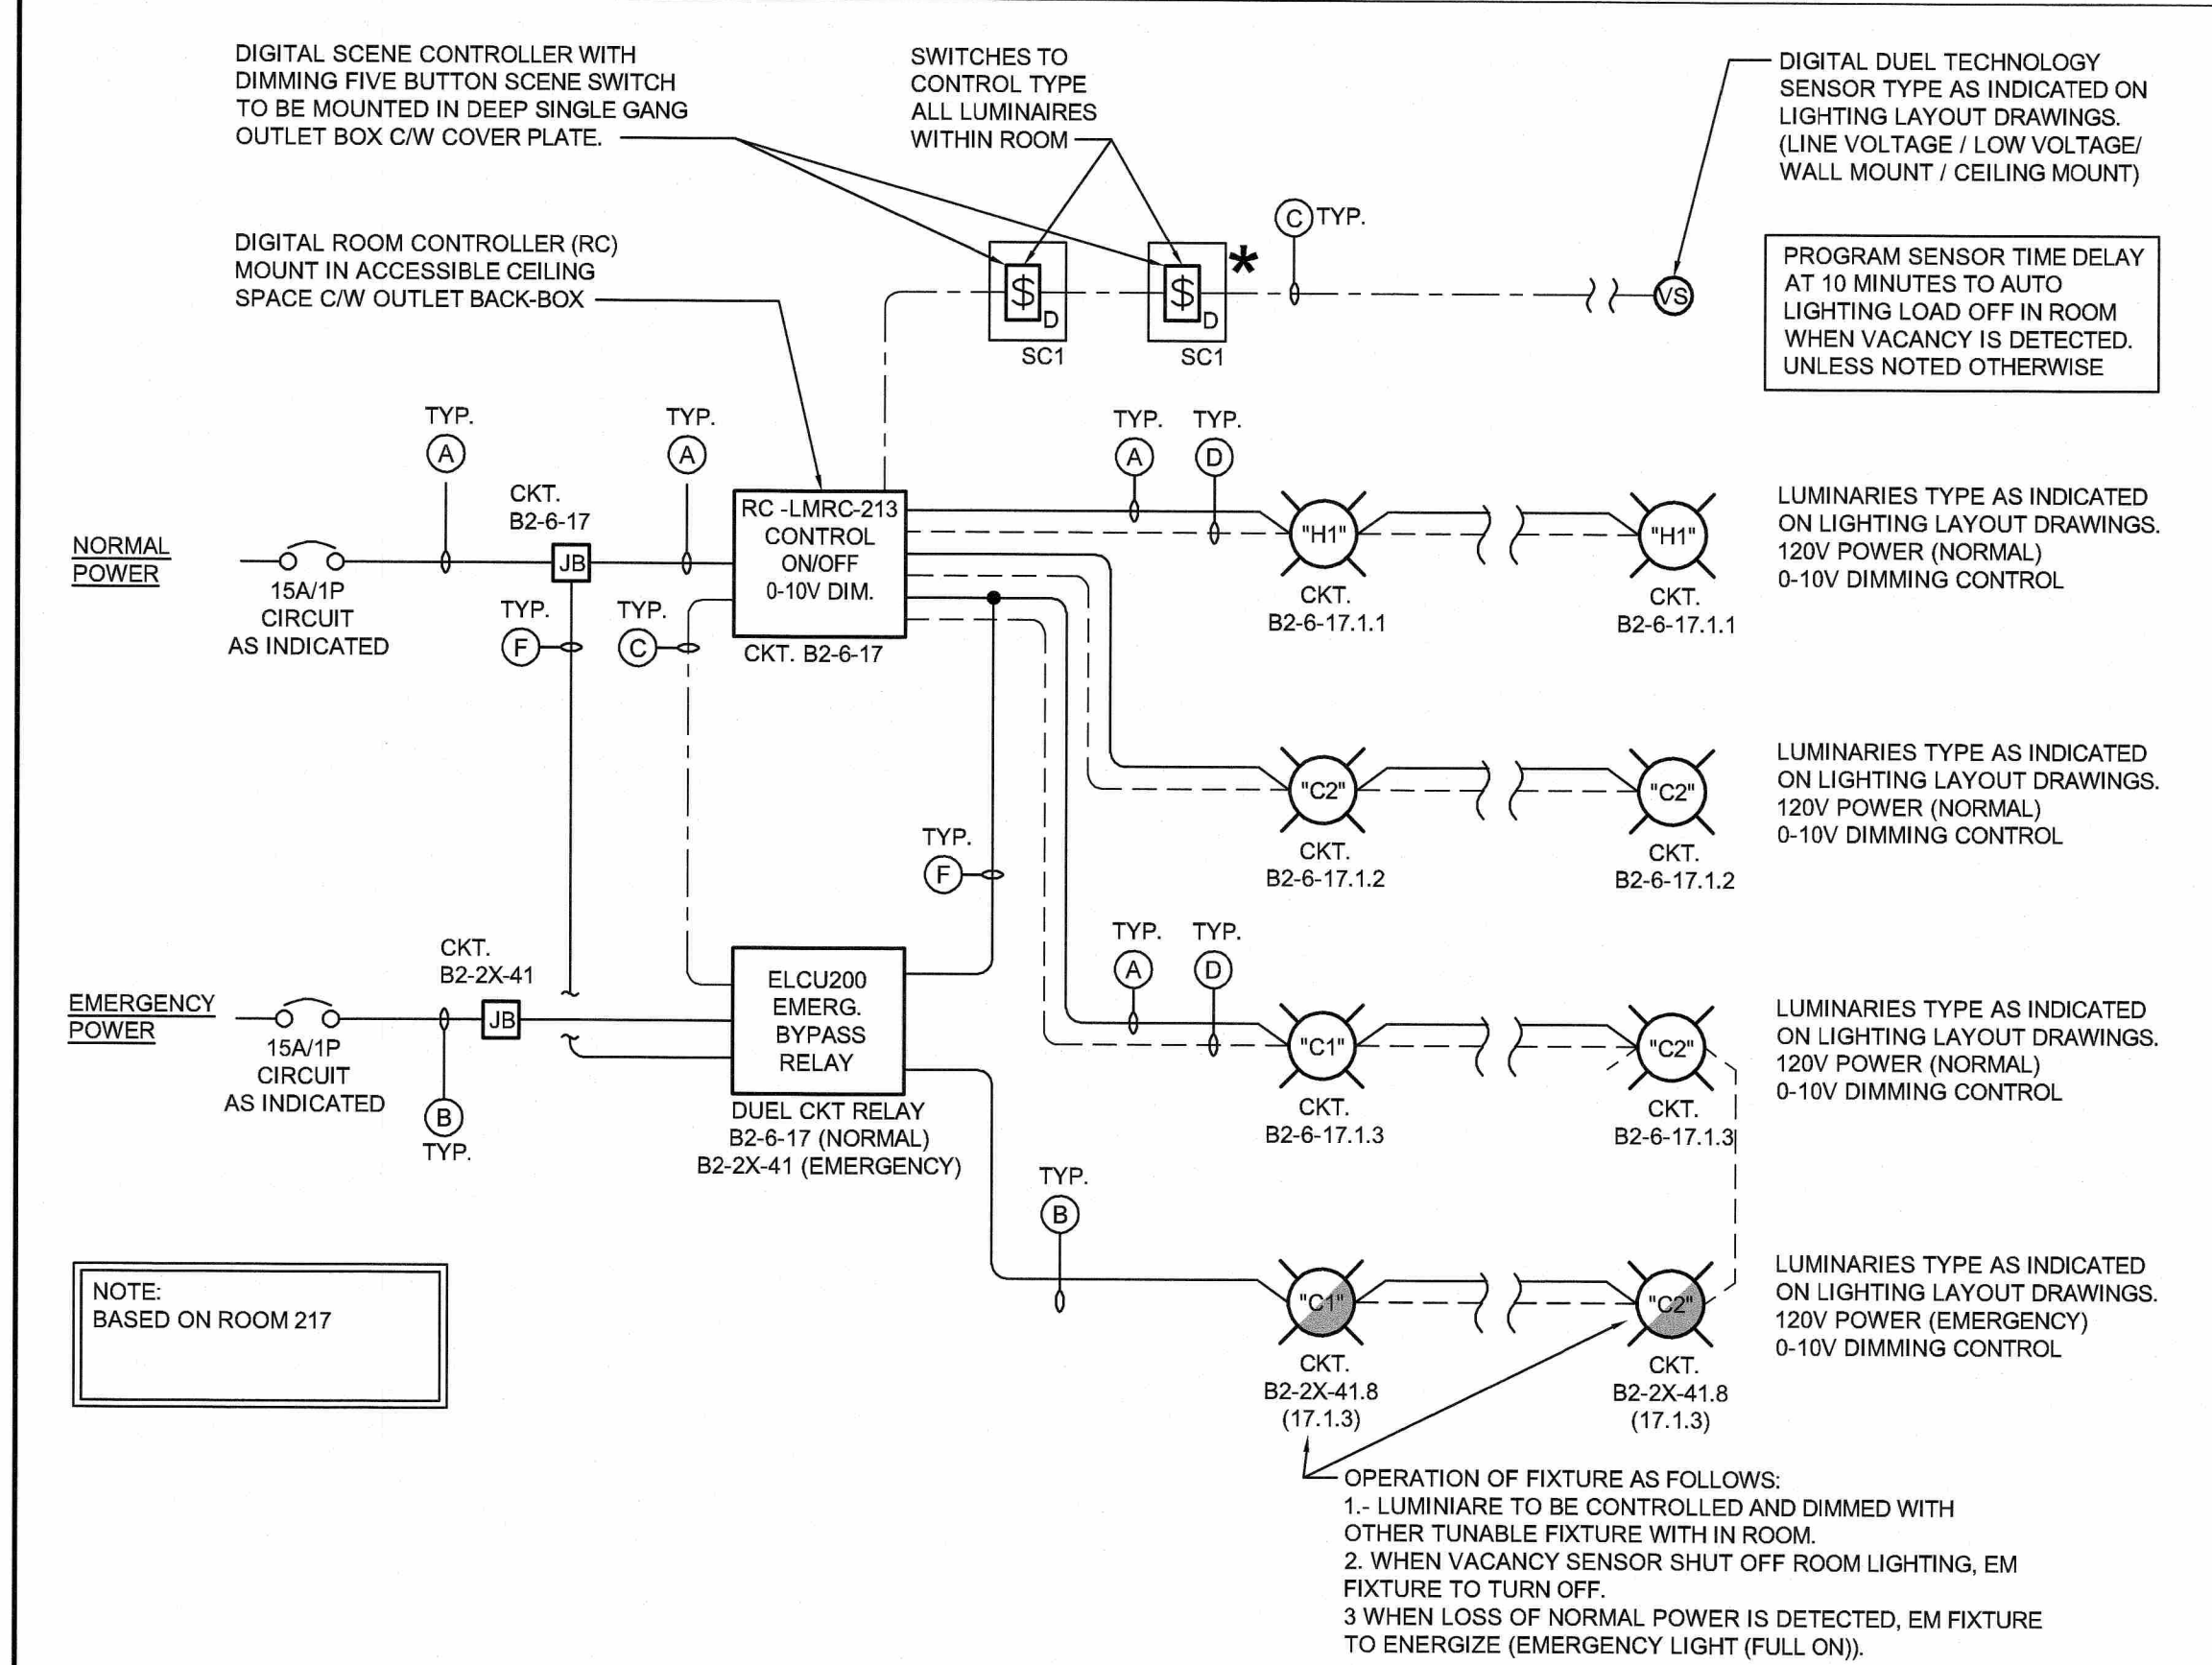 DIGITAL SCENE CONTROLLER WITH
DIMMING FIVE BUTTON SCENE SWITCH
TO BE MOUNTED IN DEEP SINGLE GANG
OUTLET BOX C/W COVER PLATE.
SWITCHES TO
CONTROL TYPE
ALL LUMINAIRES
WITHIN ROOM
DIGITAL DUEL TECHNOLOGY
SENSOR TYPE AS INDICATED ON
LIGHTING LAYOUT DRAWINGS.
(LINE VOLTAGE / LOW VOLTAGE/
WALL MOUNT / CEILING MOUNT)
C TYP.
DIGITAL ROOM CONTROLLER (RC)
MOUNT IN ACCESSIBLE CEILING
SPACE C/W OUTLET BACK-BOX
$
D
SC1
$
D
SC1
*
VS
PROGRAM SENSOR TIME DELAY
AT 10 MINUTES TO AUTO
LIGHTING LOAD OFF IN ROOM
WHEN VACANCY IS DETECTED.
UNLESS NOTED OTHERWISE
TYP.
A
TYP.
A
TYP.
A
TYP.
D
CKT.
B2-6-17
JB
NORMAL
POWER
15A/1P
CIRCUIT
AS INDICATED
TYP.
F
TYP.
C
RC -LMRC-213
CONTROL
ON/OFF
0-10V DIM.
CKT. B2-6-17
"H1"
CKT.
B2-6-17.1.1
"H1"
CKT.
B2-6-17.1.1
LUMINARIES TYPE AS INDICATED
ON LIGHTING LAYOUT DRAWINGS.
120V POWER (NORMAL)
0-10V DIMMING CONTROL
"C2"
CKT.
B2-6-17.1.2
"C2"
CKT.
B2-6-17.1.2
LUMINARIES TYPE AS INDICATED
ON LIGHTING LAYOUT DRAWINGS.
120V POWER (NORMAL)
0-10V DIMMING CONTROL
TYP.
F
TYP.
A
TYP.
D
CKT.
B2-2X-41
JB
EMERGENCY
POWER
15A/1P
CIRCUIT
AS INDICATED
B
TYP.
ELCU200
EMERG.
BYPASS
RELAY
DUEL CKT RELAY
B2-6-17 (NORMAL)
B2-2X-41 (EMERGENCY)
"C1"
CKT.
B2-6-17.1.3
"C2"
CKT.
B2-6-17.1.3
LUMINARIES TYPE AS INDICATED
ON LIGHTING LAYOUT DRAWINGS.
120V POWER (NORMAL)
0-10V DIMMING CONTROL
TYP.
B
"C1"
CKT.
B2-2X-41.8
(17.1.3)
"C2"
CKT.
B2-2X-41.8
(17.1.3)
LUMINARIES TYPE AS INDICATED
ON LIGHTING LAYOUT DRAWINGS.
120V POWER (EMERGENCY)
0-10V DIMMING CONTROL
NOTE:
BASED ON ROOM 217
OPERATION OF FIXTURE AS FOLLOWS:
1.- LUMINIARE TO BE CONTROLLED AND DIMMED WITH
OTHER TUNABLE FIXTURE WITH IN ROOM.
2. WHEN VACANCY SENSOR SHUT OFF ROOM LIGHTING, EM
FIXTURE TO TURN OFF.
3 WHEN LOSS OF NORMAL POWER IS DETECTED, EM FIXTURE
TO ENERGIZE (EMERGENCY LIGHT (FULL ON)).